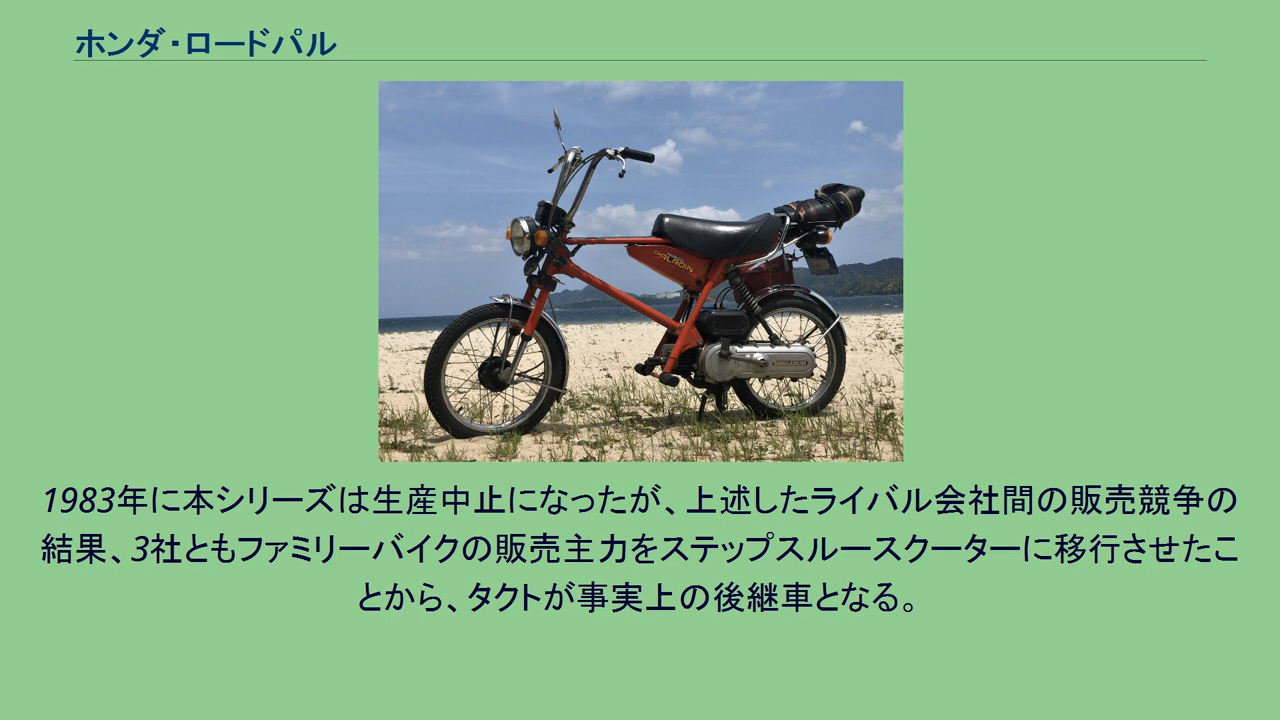 ホンダ・ロードパル
PALADIN
1983年に本シリーズは生産中止になったが、上述したライバル会社間の販売競争の
結果、3社ともファミリーバイクの販売主力をステップスルースクーターに移行させたこ
とから、タクトが事実上の後継車となる。